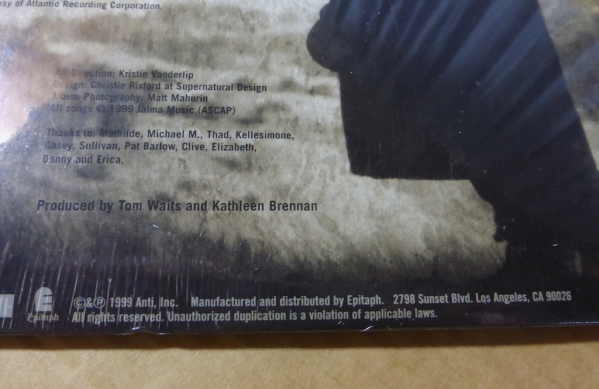 sy of Atlantic Recording Corporation.
Art Direction: Kristin Vanderlip
Design: Christie Rixford at Supernatural Design
Album Photography: Matt Mahurin
All songs © 1999 Jalma Music (ASCAP)
Thanks to: Mathilde, Michael M., Thad, Kellesimone,
Casey, Sullivan, Pat Barlow, Clive, Elizabeth,
Danny and Erica.
Produced by Tom Waits and Kathleen Brennan
©&℗ 1999 Anti, Inc. Manufactured and distributed by Epitaph. 2798 Sunset Blvd. Los Angeles, CA 90026
Epitaph All rights reserved. Unauthorized duplication is a violation of applicable laws.